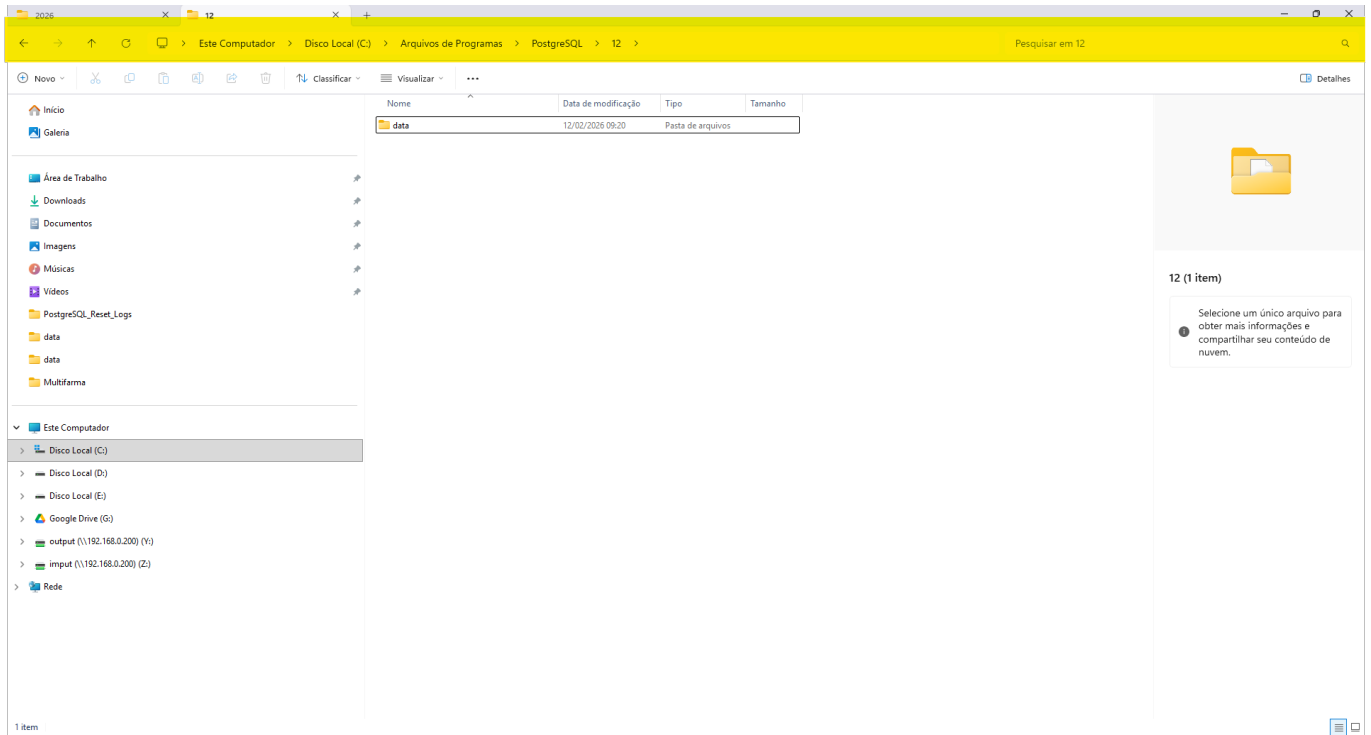 2026
12
Este Computador > Disco Local (C:) > Arquivos de Programas > PostgreSQL > 12 >
Pesquisar em 12
Novo
Classificar
Visualizar
Detalhes
Início
Galeria
Área de Trabalho
Downloads
Documentos
Imagens
Músicas
Vídeos
PostgreSQL_Reset_Logs
data
data
Multifarma
Este Computador
Disco Local (C:)
Disco Local (D:)
Disco Local (E:)
Google Drive (G:)
output (\\192.168.0.200) (Y:)
imput (\\192.168.0.200) (Z:)
Rede
Nome Data de modificação Tipo Tamanho
data 12/02/2026 09:20 Pasta de arquivos
12 (1 item)
Selecione um único arquivo para
obter mais informações e
compartilhar seu conteúdo de
nuvem.
1 item